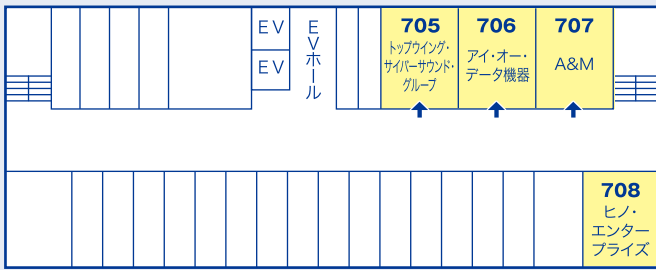 EV
EV
EVホール
705
トップウイング・
サイバーサウンド・
グループ
706
アイ・オー・
データ機器
707
A&M
708
ヒノ・
エンター
プライズ